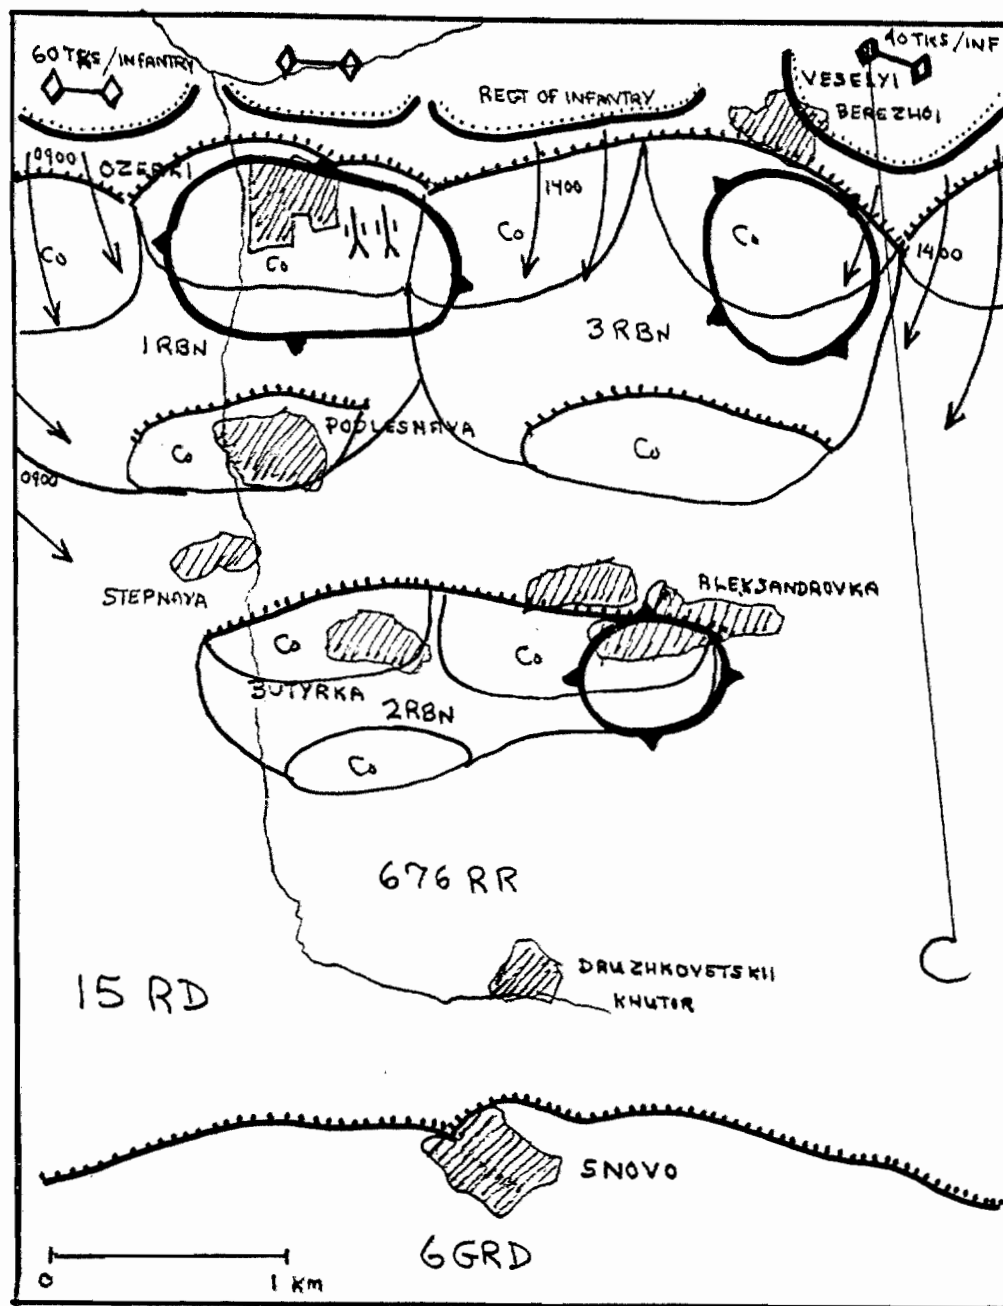 60 TKS/INFANTRY
40 TKS/INF
REGT OF INFANTRY
VESELYI
BEREZHOI
0900
OZERKI
1400
Co
Co
Co
Co
1400
1 RBN
3 RBN
PODLESNAYA
Co
Co
0900
STEPNAYA
ALEKSANDROVKA
Co
Co
BUTYRKA
2RBN
Co
676 RR
15 RD
DRUZHKOVETSKII
KHUTOR
SNOVO
6 GRD
0
1 Km